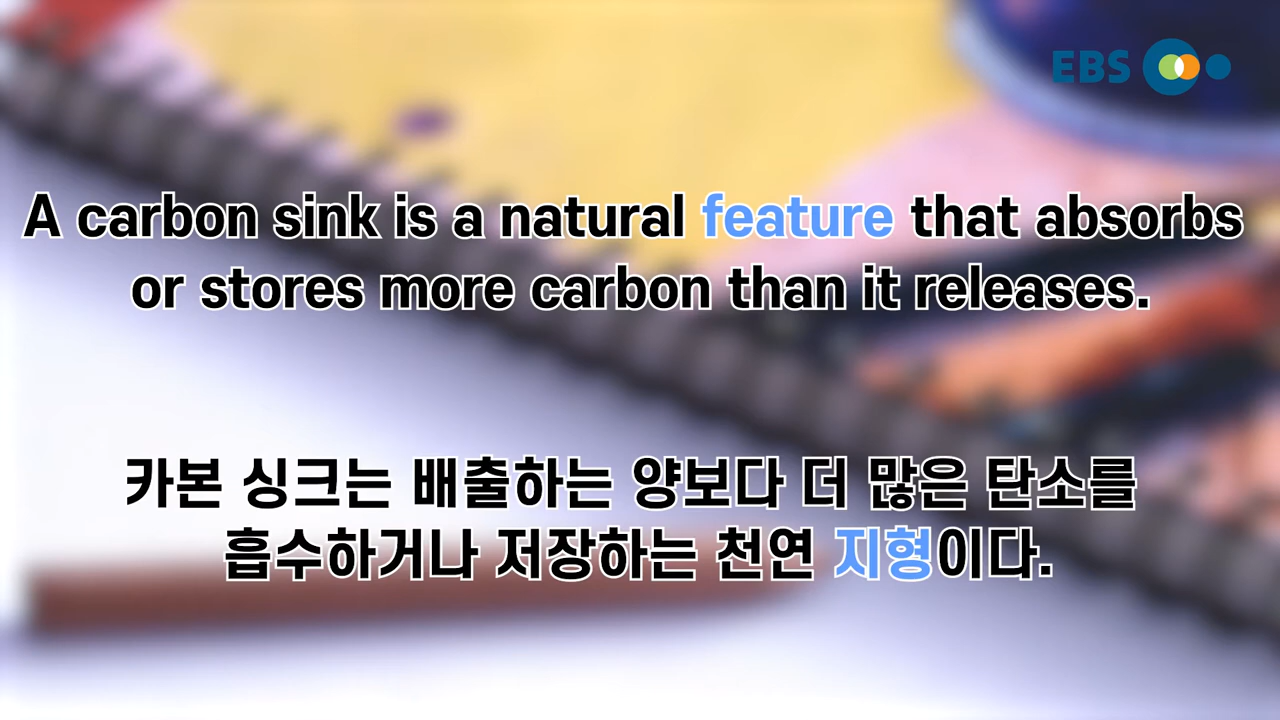 EBS
A carbon sink is a natural feature that absorbs
or stores more carbon than it releases.
카본 싱크는 배출하는 양보다 더 많은 탄소를
흡수하거나 저장하는 천연 지형이다.